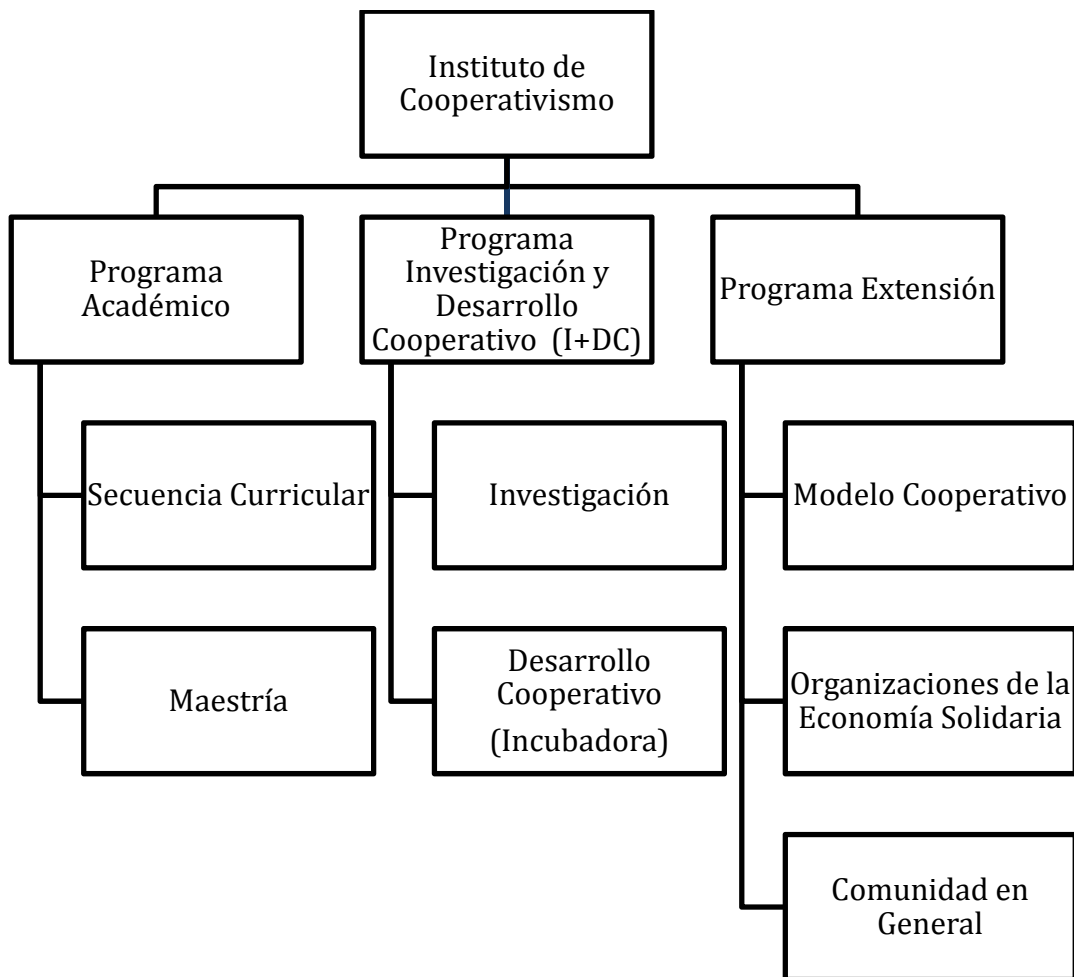 Instituto de
Cooperativismo
Programa
Académico
Programa
Investigación y
Desarrollo
Cooperativo (I+DC)
Programa Extensión
Secuencia Curricular
Investigación
Modelo Cooperativo
Maestría
Desarrollo
Cooperativo
(Incubadora)
Organizaciones de la
Economía Solidaria
Comunidad en
General